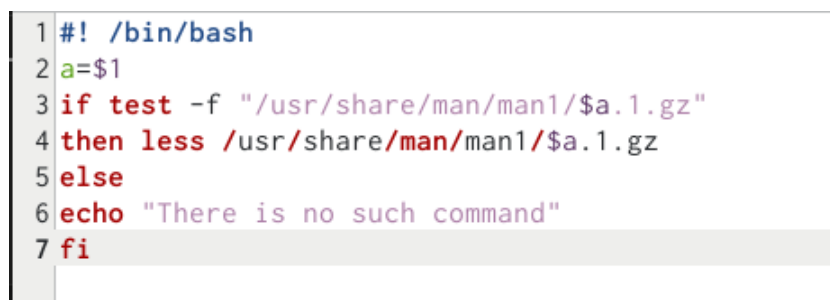 1 #! /bin/bash
2 a=$1
3 if test -f "/usr/share/man/man1/$a.1.gz"
4 then less /usr/share/man/man1/$a.1.gz
5 else
6 echo "There is no such command"
7 fi